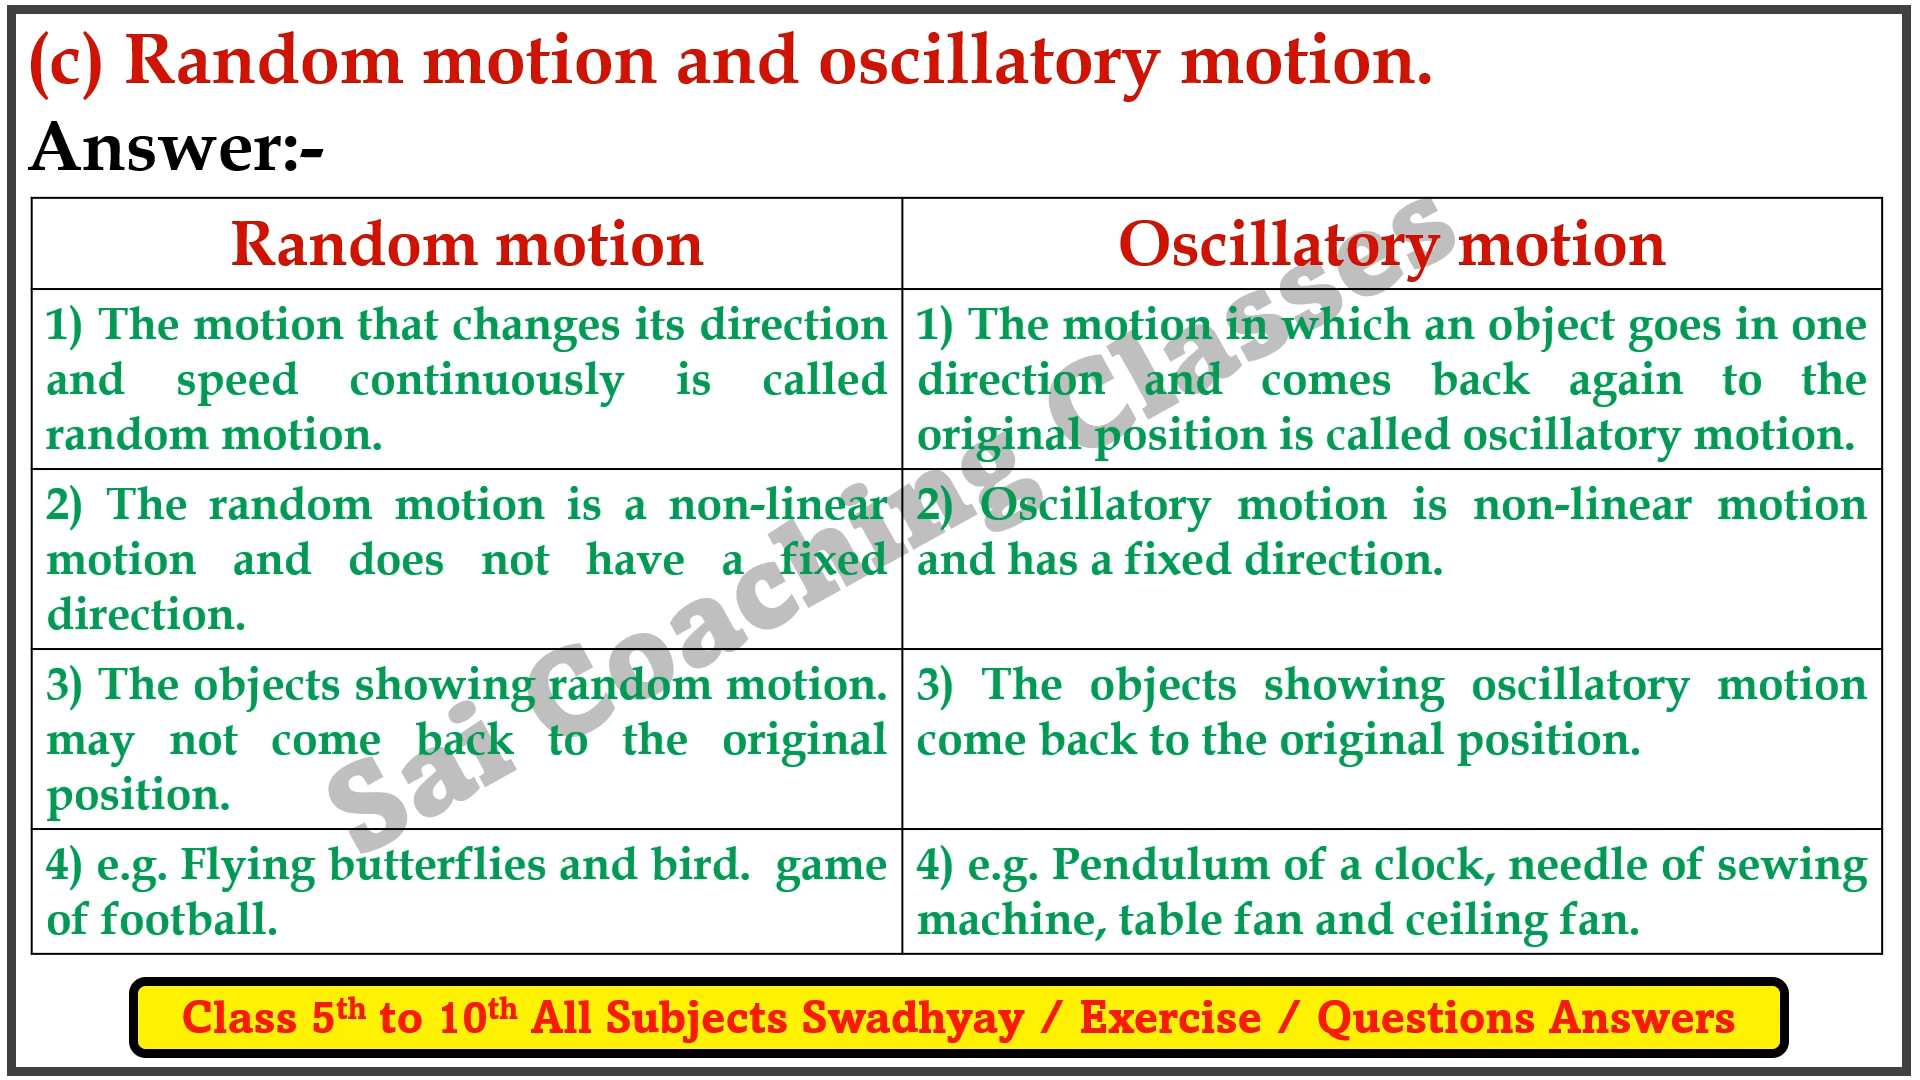 (c) Random motion and oscillatory motion.
Answer:-
Random motion
Oscillatory motion
1) The motion that changes its direction
and speed continuously is called
random motion.
1) The motion in which an object goes in one
direction and comes back again to the
original position is called oscillatory motion.
2) The random motion is a non-linear
motion and does not have a fixed
direction.
2) Oscillatory motion is non-linear motion
and has a fixed direction.
3) The objects showing random motion.
may not come back to the original
position.
3) The objects showing oscillatory motion
come back to the original position.
4) e.g. Flying butterflies and bird. game
of football.
4) e.g. Pendulum of a clock, needle of sewing
machine, table fan and ceiling fan.
Sai Coaching Classes
Class 5th to 10th All Subjects Swadhyay / Exercise / Questions Answers